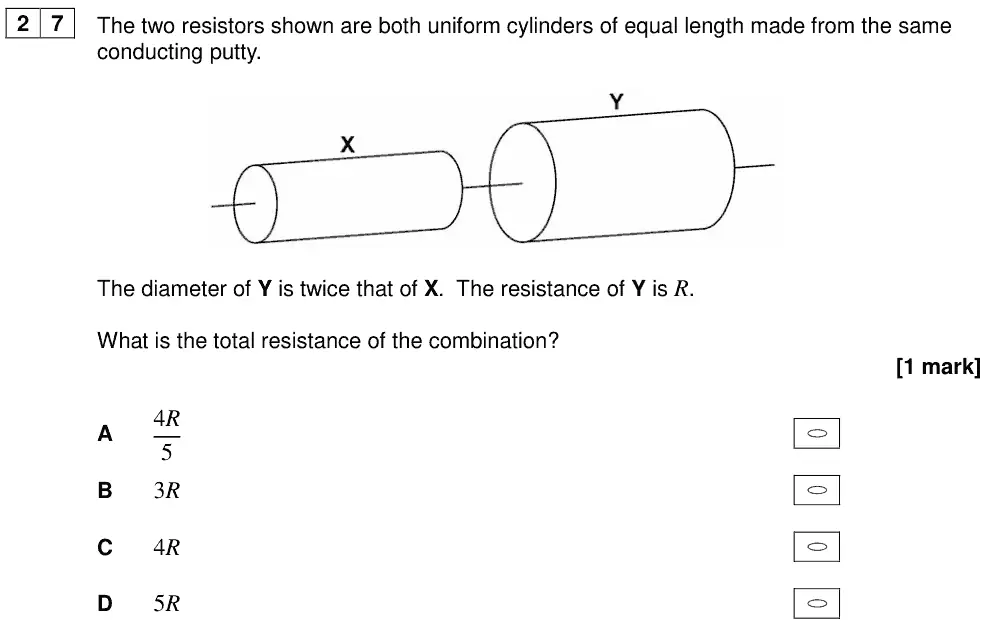 2 7 The two resistors shown are both uniform cylinders of equal length made from the same
conducting putty.
Y
X
The diameter of Y is twice that of X. The resistance of Y is R.
What is the total resistance of the combination?
[1 mark]
A 4R/5
B 3R
C 4R
D 5R